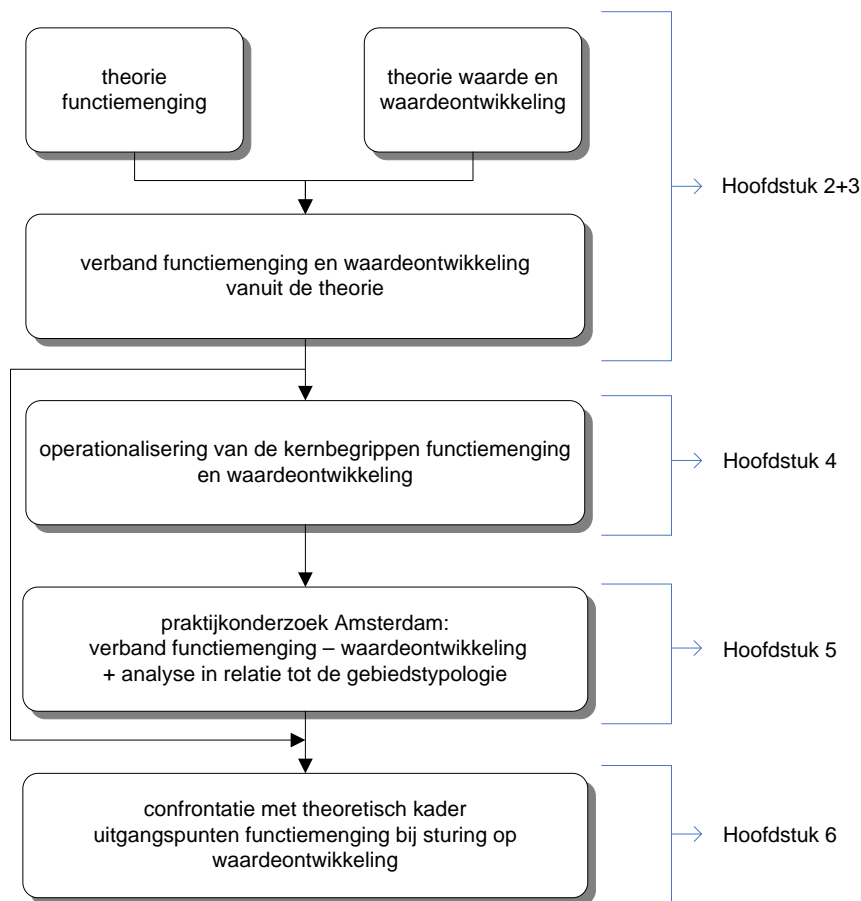 theorie
functiemenging
theorie waarde en
waardeontwikkeling
Hoofdstuk 2+3
verband functiemenging en waardeontwikkeling
vanuit de theorie
operationalisering van de kernbegrippen functiemenging
en waardeontwikkeling
Hoofdstuk 4
praktijkonderzoek Amsterdam:
verband functiemenging – waardeontwikkeling
+ analyse in relatie tot de gebiedstypologie
Hoofdstuk 5
confrontatie met theoretisch kader
uitgangspunten functiemenging bij sturing op
waardeontwikkeling
Hoofdstuk 6